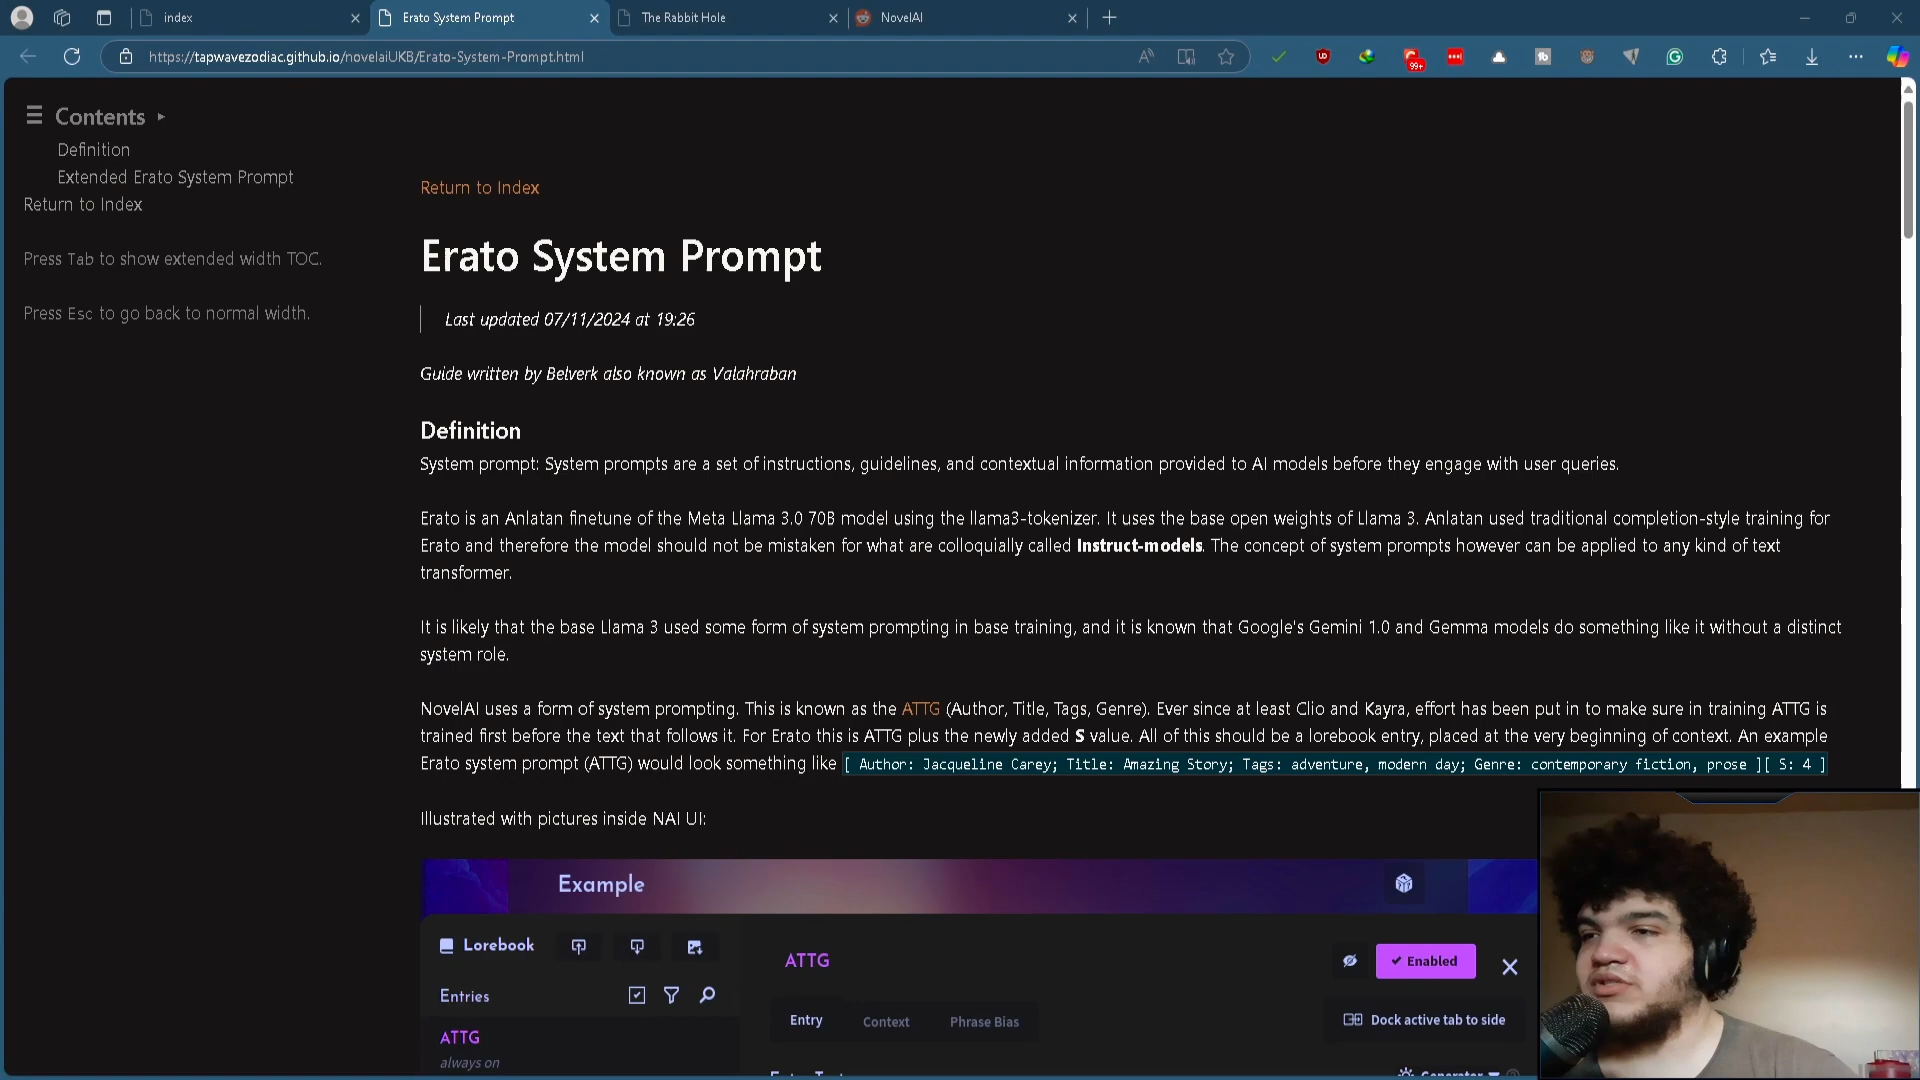 index
Erato System Prompt
The Rabbit Hole
NovelAI
https://tapwavezodiac.github.io/novelaiUKB/Erato-System-Prompt.html
99+
Contents
Definition
Extended Erato System Prompt
Return to Index
Press Tab to show extended width TOC.
Press Esc to go back to normal width.
Return to Index
Erato System Prompt
Last updated 07/11/2024 at 19:26
Guide written by Belverk also known as Valahraban
Definition
System prompt: System prompts are a set of instructions, guidelines, and contextual information provided to AI models before they engage with user queries.
Erato is an Anlatan finetune of the Meta Llama 3.0 70B model using the llama3-tokenizer. It uses the base open weights of Llama 3. Anlatan used traditional completion-style training for
Erato and therefore the model should not be mistaken for what are colloquially called Instruct-models. The concept of system prompts however can be applied to any kind of text
transformer.
It is likely that the base Llama 3 used some form of system prompting in base training, and it is known that Google's Gemini 1.0 and Gemma models do something like it without a distinct
system role.
NovelAI uses a form of system prompting. This is known as the ATTG (Author, Title, Tags, Genre). Ever since at least Clio and Kayra, effort has been put in to make sure in training ATTG is
trained first before the text that follows it. For Erato this is ATTG plus the newly added S value. All of this should be a lorebook entry, placed at the very beginning of context. An example
Erato system prompt (ATTG) would look something like [ Author: Jacqueline Carey; Title: Amazing Story; Tags: adventure, modern day; Genre: contemporary fiction, prose ][ S: 4 ]
Illustrated with pictures inside NAI UI:
Example
Lorebook
ATTG
Enabled
Entries
Entry
Context
Phrase Bias
Dock active tab to side
ATTG
always on